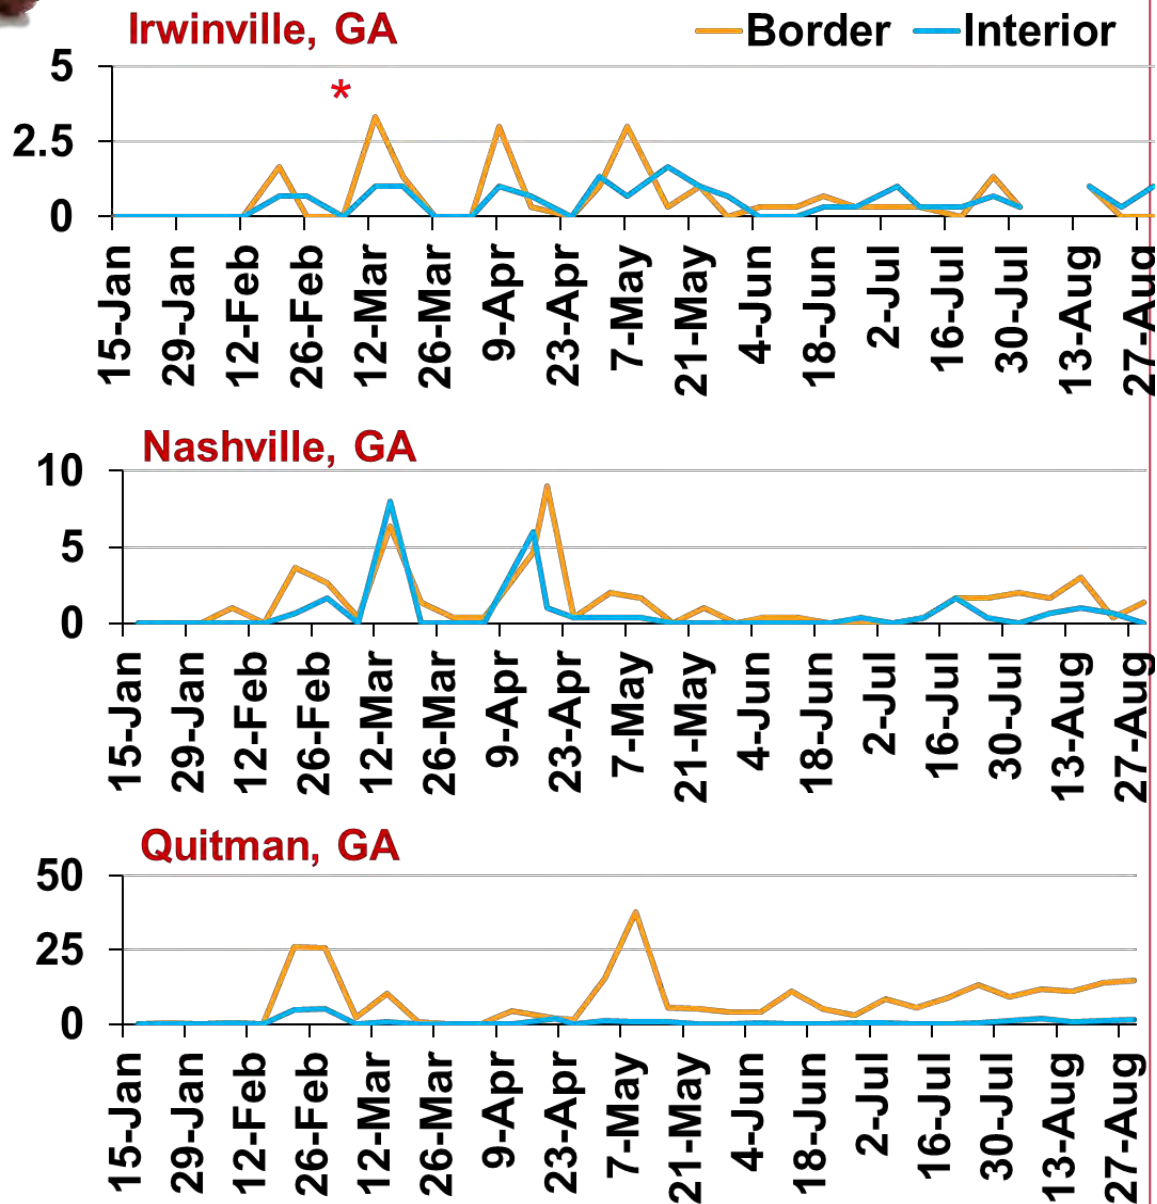 Irwinville, GA
Border Interior
5
*
2.5
0
15-Jan 29-Jan 12-Feb 26-Feb 12-Mar 26-Mar 9-Apr 23-Apr 7-May 21-May 4-Jun 18-Jun 2-Jul 16-Jul 30-Jul 13-Aug 27-Aug
Nashville, GA
10
5
0
15-Jan 29-Jan 12-Feb 26-Feb 12-Mar 26-Mar 9-Apr 23-Apr 7-May 21-May 4-Jun 18-Jun 2-Jul 16-Jul 30-Jul 13-Aug 27-Aug
Quitman, GA
50
25
0
15-Jan 29-Jan 12-Feb 26-Feb 12-Mar 26-Mar 9-Apr 23-Apr 7-May 21-May 4-Jun 18-Jun 2-Jul 16-Jul 30-Jul 13-Aug 27-Aug